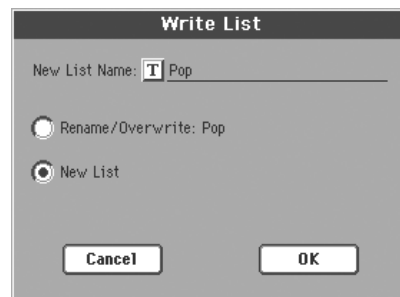 Write List
New List Name: T Pop
Rename/Overwrite: Pop
New List
Cancel OK